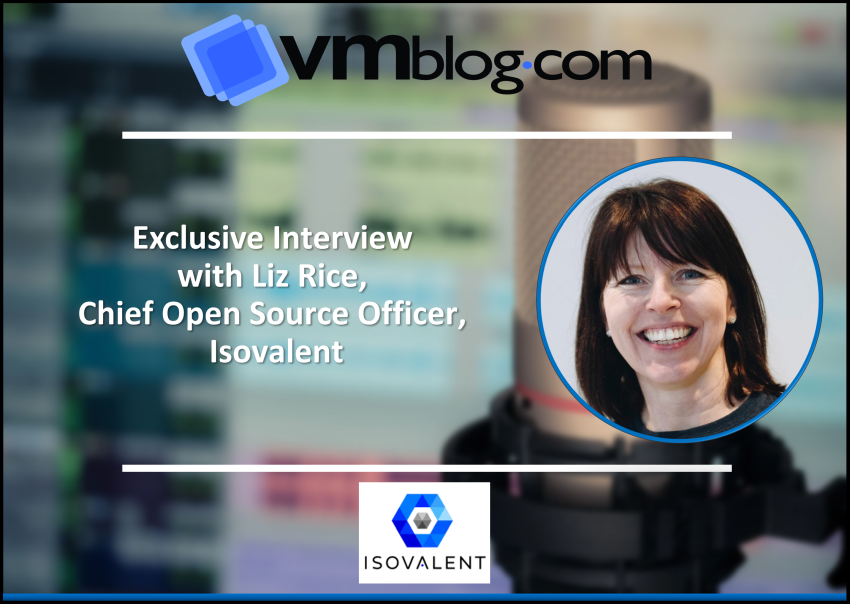 vmblog.com
Exclusive Interview
with Liz Rice,
Chief Open Source Officer,
Isovalent
ISOVALENT